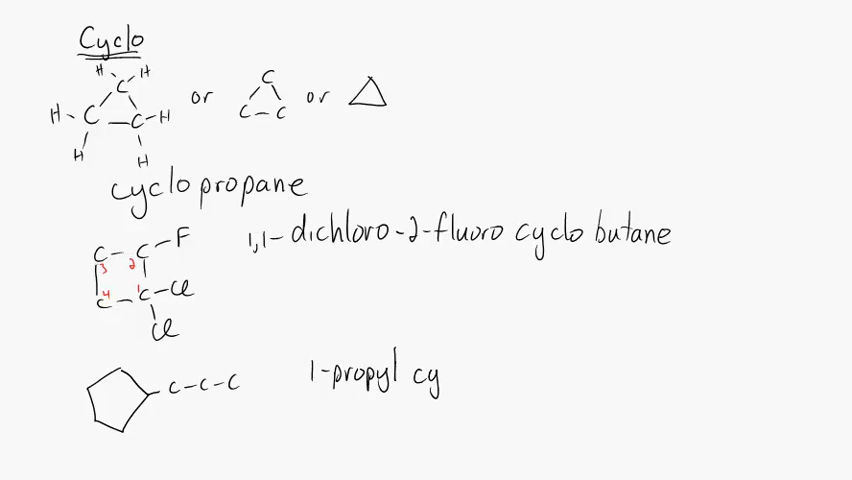 Cyclo
H H
C
H C C H
H H
or
C
C - C
or
cyclopropane
C - C - F
3 2
4 1
C - C - Cl
Cl
1,1-dichloro-2-fluoro cyclo butane
C-C-C
1-propyl cy